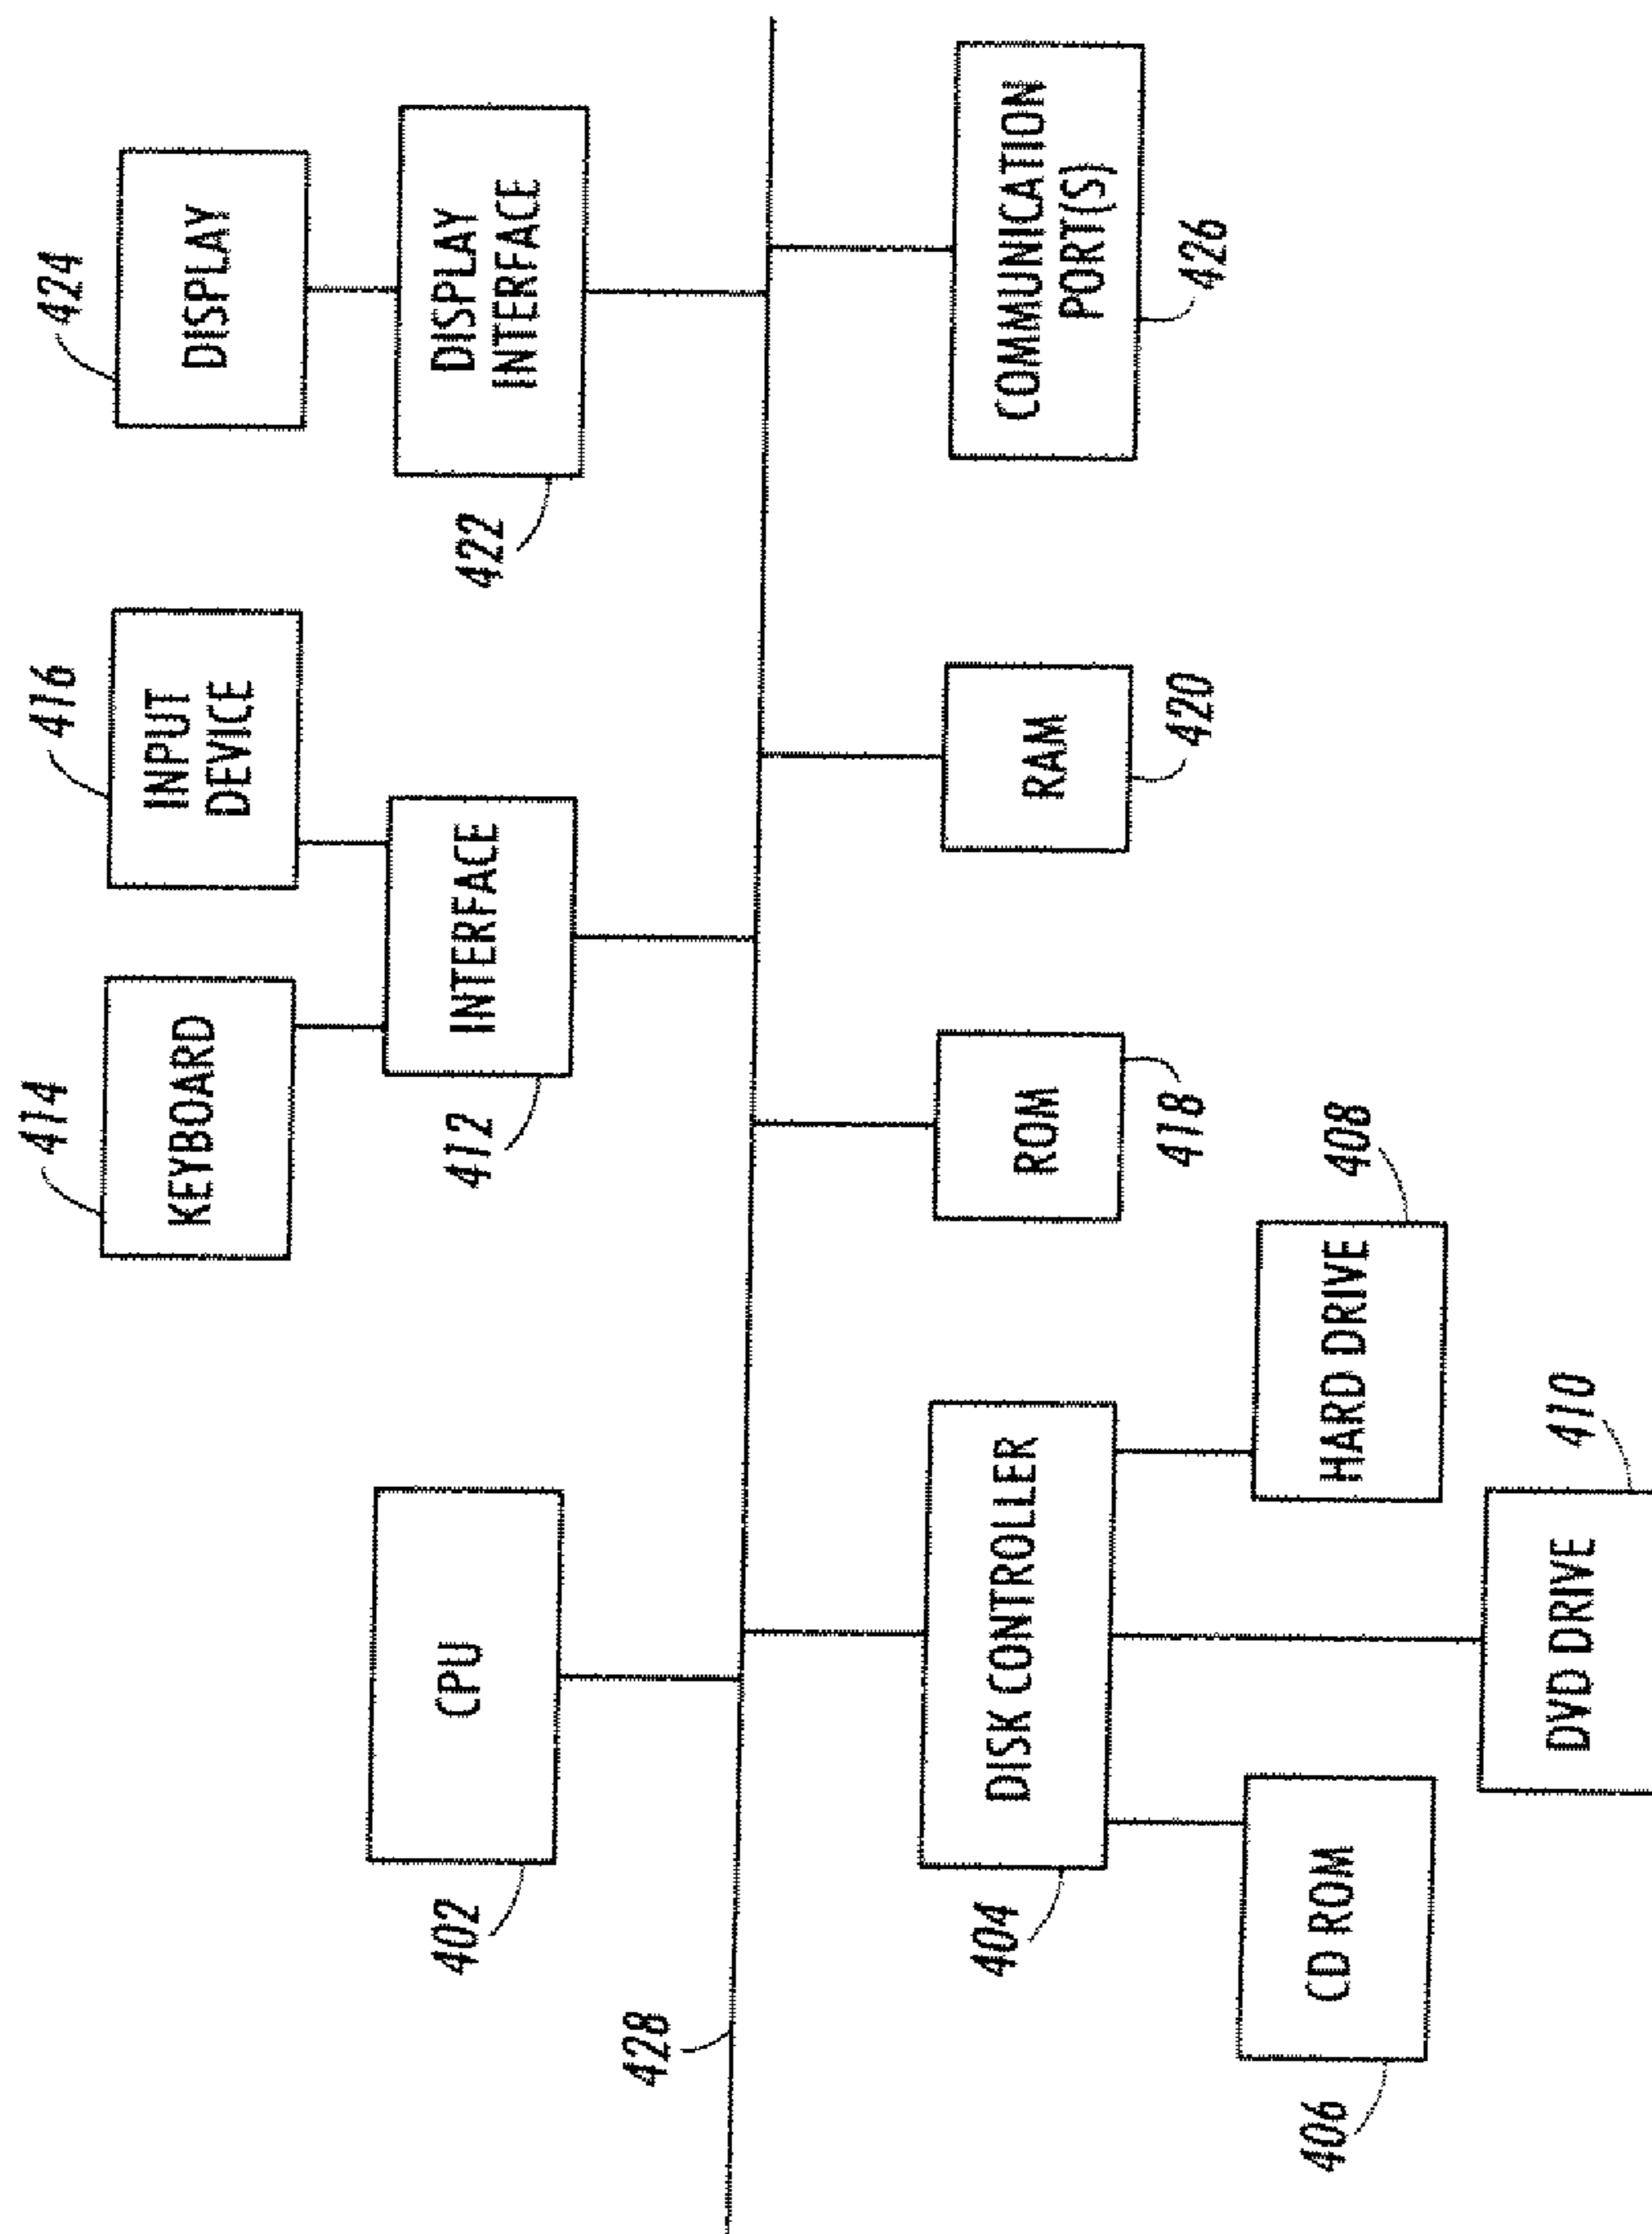 424
DISPLAY
DISPLAY
INTERFACE
422
416
INPUT
DEVICE
414
KEYBOARD
INTERFACE
412
CPU
402
428
COMMUNICATION
PORT(S)
426
RAM
420
ROM
418
DISK CONTROLLER
404
HARD DRIVE
408
DVD DRIVE
410
CD ROM
406